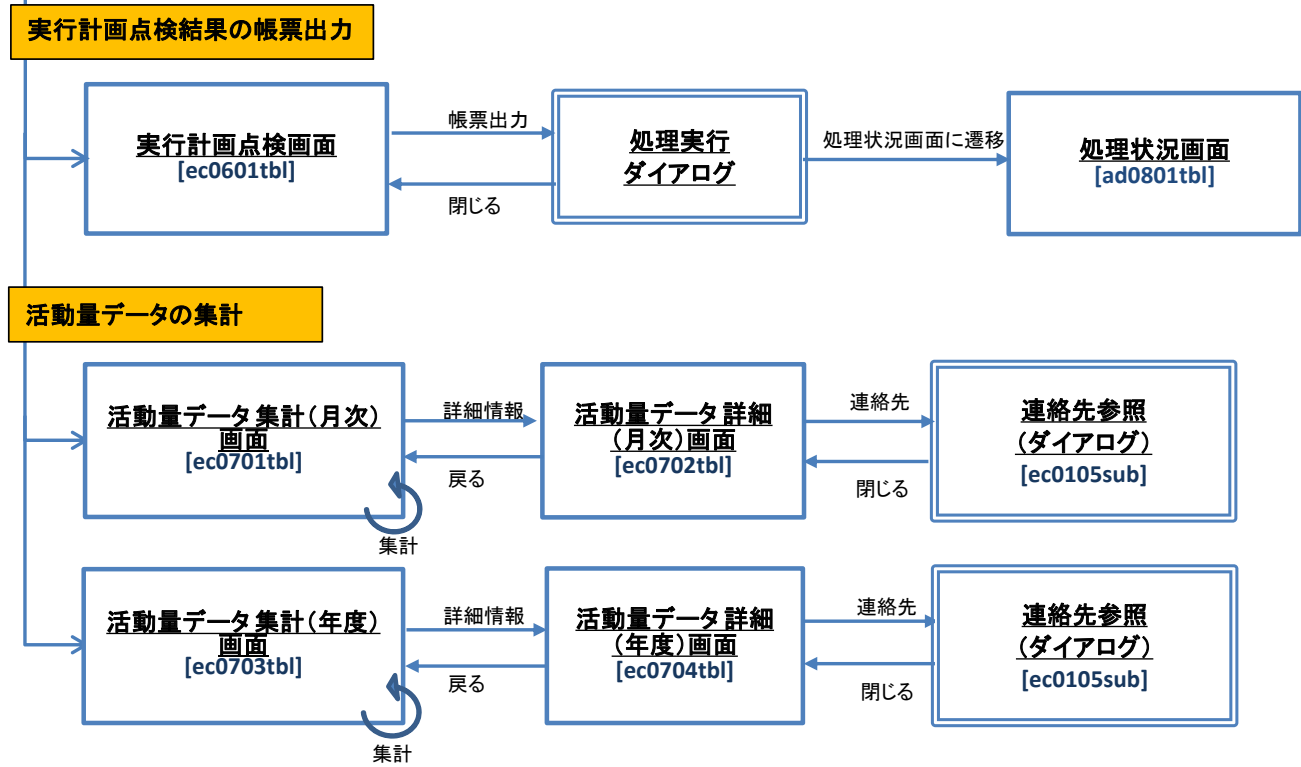 実行計画点検結果の帳票出力
実行計画点検画面
[ec0601tbl]
帳票出力
閉じる
処理実行
ダイアログ
処理状況画面に遷移
処理状況画面
[ad0801tbl]
活動量データの集計
活動量データ集計(月次)
画面
[ec0701tbl]
集計
詳細情報
戻る
活動量データ詳細
(月次)画面
[ec0702tbl]
連絡先
閉じる
連絡先参照
(ダイアログ)
[ec0105sub]
活動量データ集計(年度)
画面
[ec0703tbl]
集計
詳細情報
戻る
活動量データ詳細
(年度)画面
[ec0704tbl]
連絡先
閉じる
連絡先参照
(ダイアログ)
[ec0105sub]